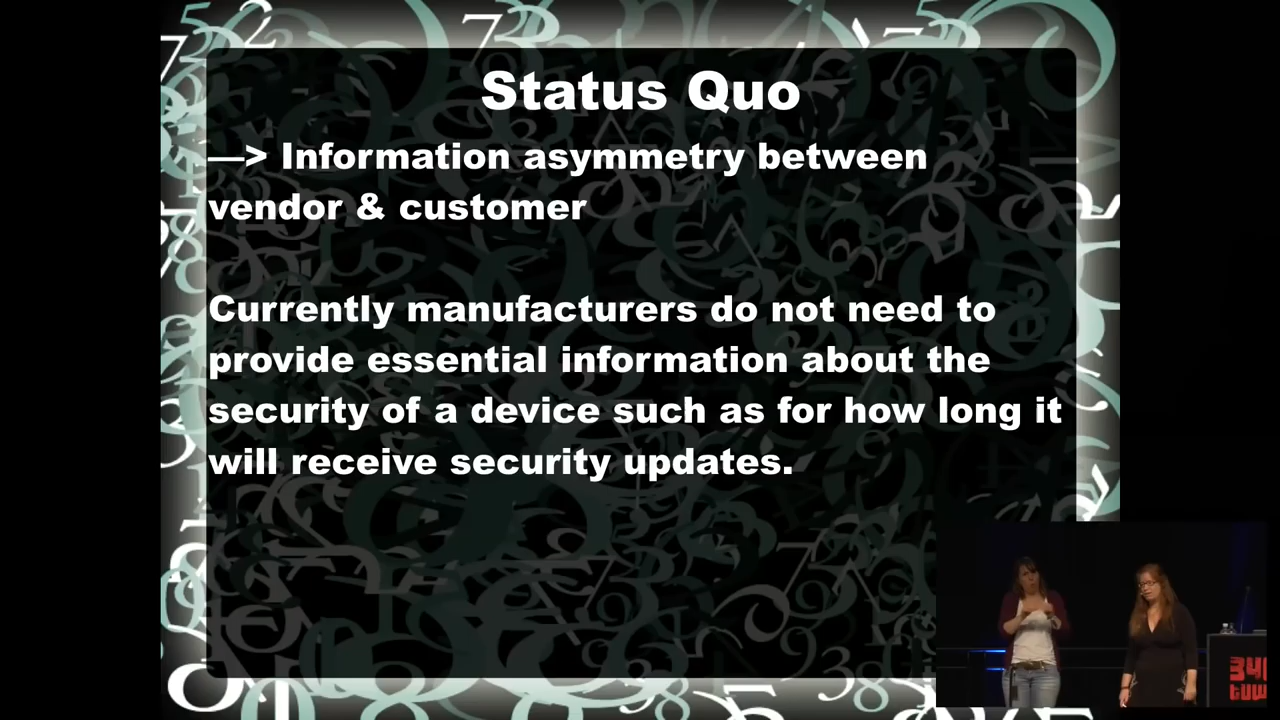 Status Quo
—> Information asymmetry between
vendor & customer
Currently manufacturers do not need to
provide essential information about the
security of a device such as for how long it
will receive security updates.